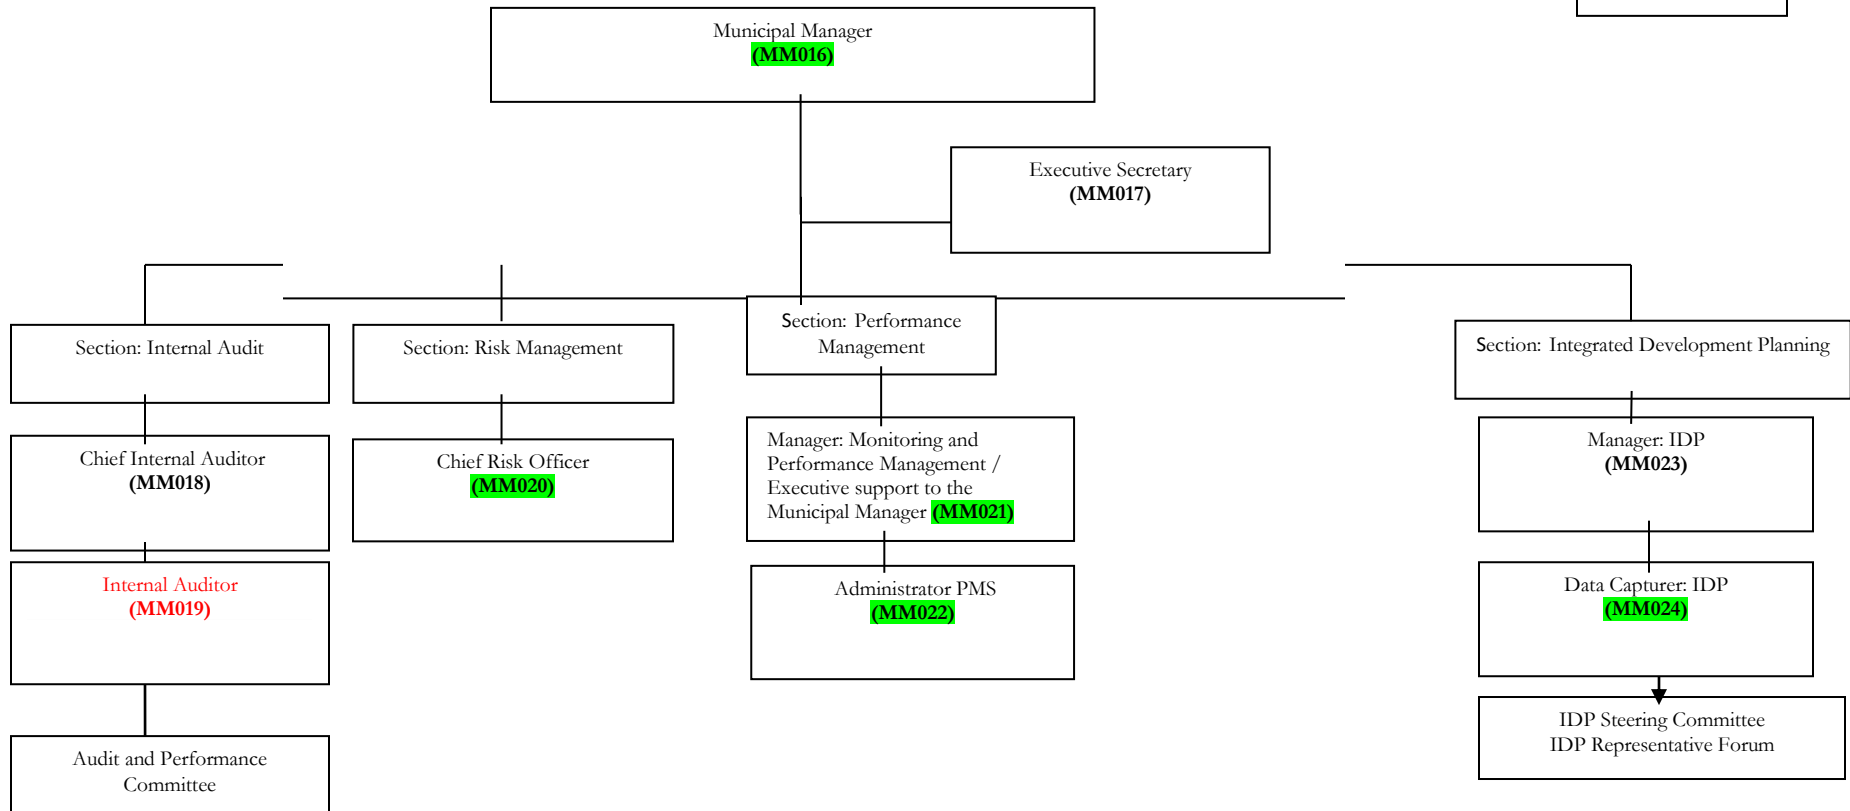 Municipal Manager
(MM016)
Executive Secretary
(MM017)
Section: Internal Audit
Section: Risk Management
Section: Performance
Management
Section: Integrated Development Planning
Chief Internal Auditor
(MM018)
Chief Risk Officer
(MM020)
Manager: Monitoring and
Performance Management /
Executive support to the
Municipal Manager (MM021)
Manager: IDP
(MM023)
Internal Auditor
(MM019)
Administrator PMS
(MM022)
Data Capturer: IDP
(MM024)
Audit and Performance
Committee
IDP Steering Committee
IDP Representative Forum